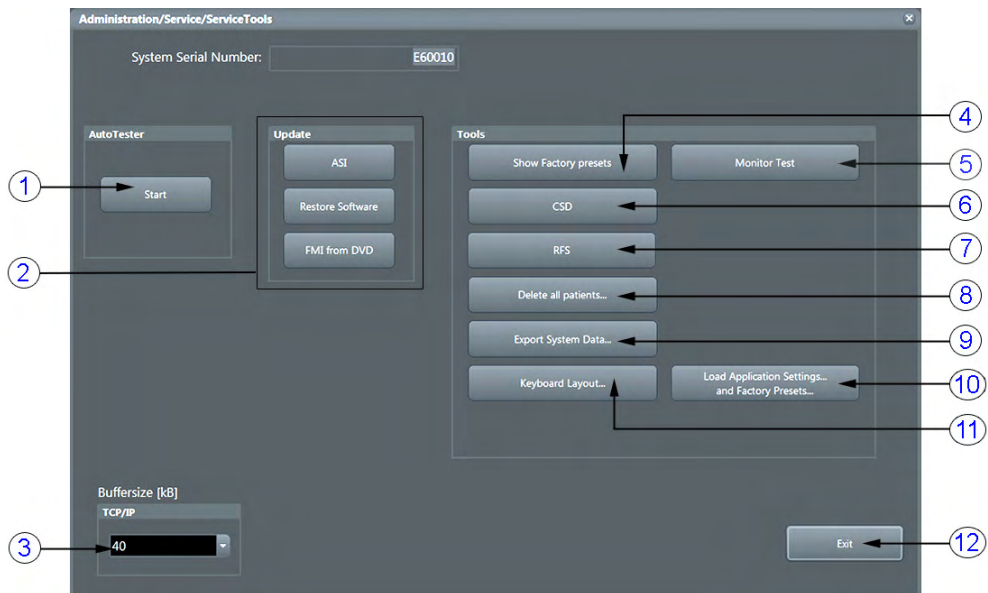 Administration/Service/ServiceTools
System Serial Number: E60010
4
AutoTester
Update
Tools
ASI
Show Factory presets
Monitor Test
5
1
Start
Restore Software
CSD
6
2
FMI from DVD
RFS
7
Delete all patients...
8
Export System Data...
9
Keyboard Layout...
Load Application Settings...
and Factory Presets...
10
11
Buffersize [kB]
TCP/IP
3
40
Exit
12